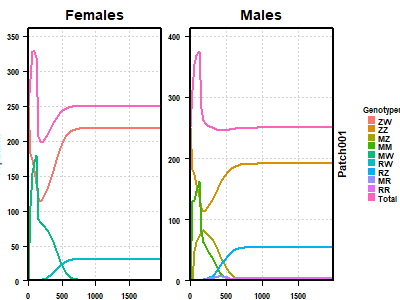 Females
Males
350
300
250
200
150
100
50
0
0
500
1000
1500
400
300
200
100
0
0
500
1000
1500
Patch001
Genotypes
ZW
ZZ
MZ
MM
MW
RW
RZ
MR
RR
Total